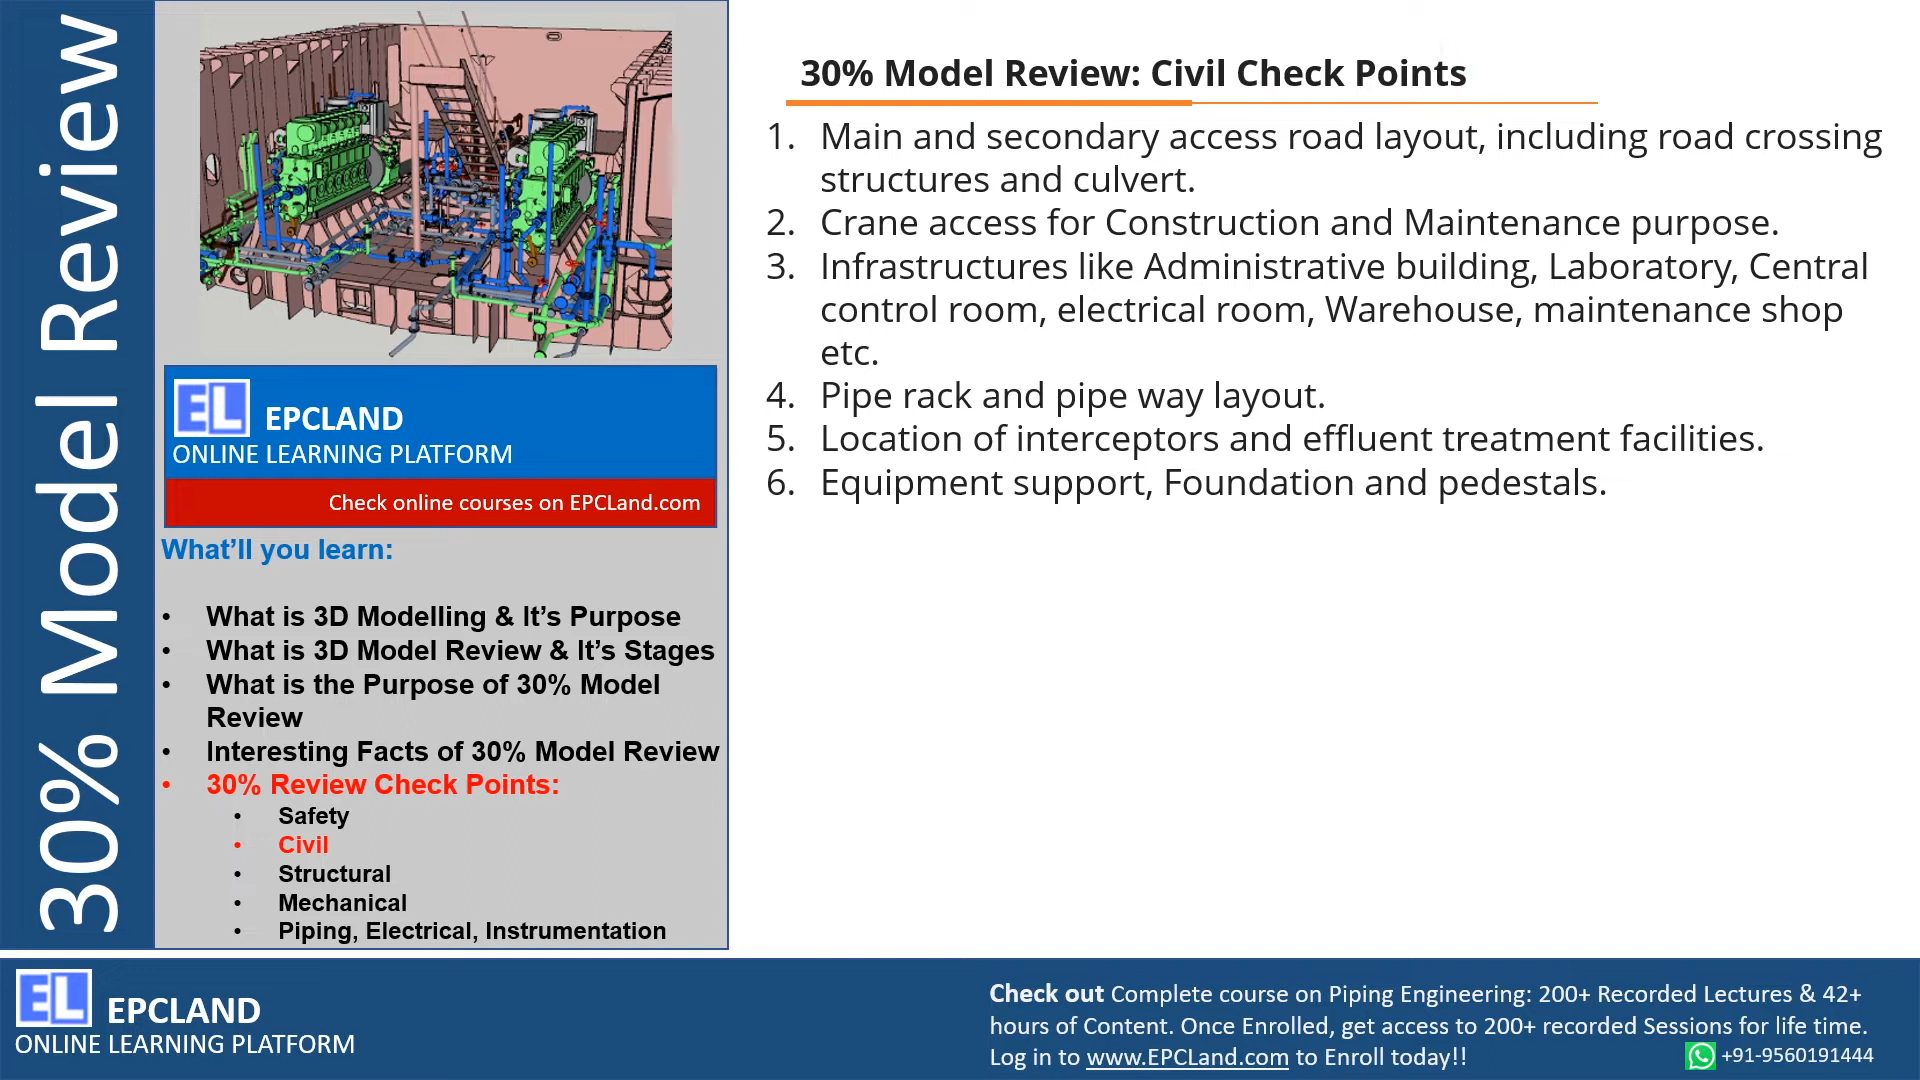 30% Model Review
EL EPCLAND
ONLINE LEARNING PLATFORM
Check online courses on EPCLand.com
What’ll you learn:
• What is 3D Modelling & It’s Purpose
• What is 3D Model Review & It’s Stages
• What is the Purpose of 30% Model
Review
• Interesting Facts of 30% Model Review
• 30% Review Check Points:
• Safety
• Civil
• Structural
• Mechanical
• Piping, Electrical, Instrumentation
30% Model Review: Civil Check Points
1. Main and secondary access road layout, including road crossing
structures and culvert.
2. Crane access for Construction and Maintenance purpose.
3. Infrastructures like Administrative building, Laboratory, Central
control room, electrical room, Warehouse, maintenance shop
etc.
4. Pipe rack and pipe way layout.
5. Location of interceptors and effluent treatment facilities.
6. Equipment support, Foundation and pedestals.
EL EPCLAND
ONLINE LEARNING PLATFORM
Check out Complete course on Piping Engineering: 200+ Recorded Lectures & 42+
hours of Content. Once Enrolled, get access to 200+ recorded Sessions for life time.
Log in to www.EPCLand.com to Enroll today!!
+91-9560191444